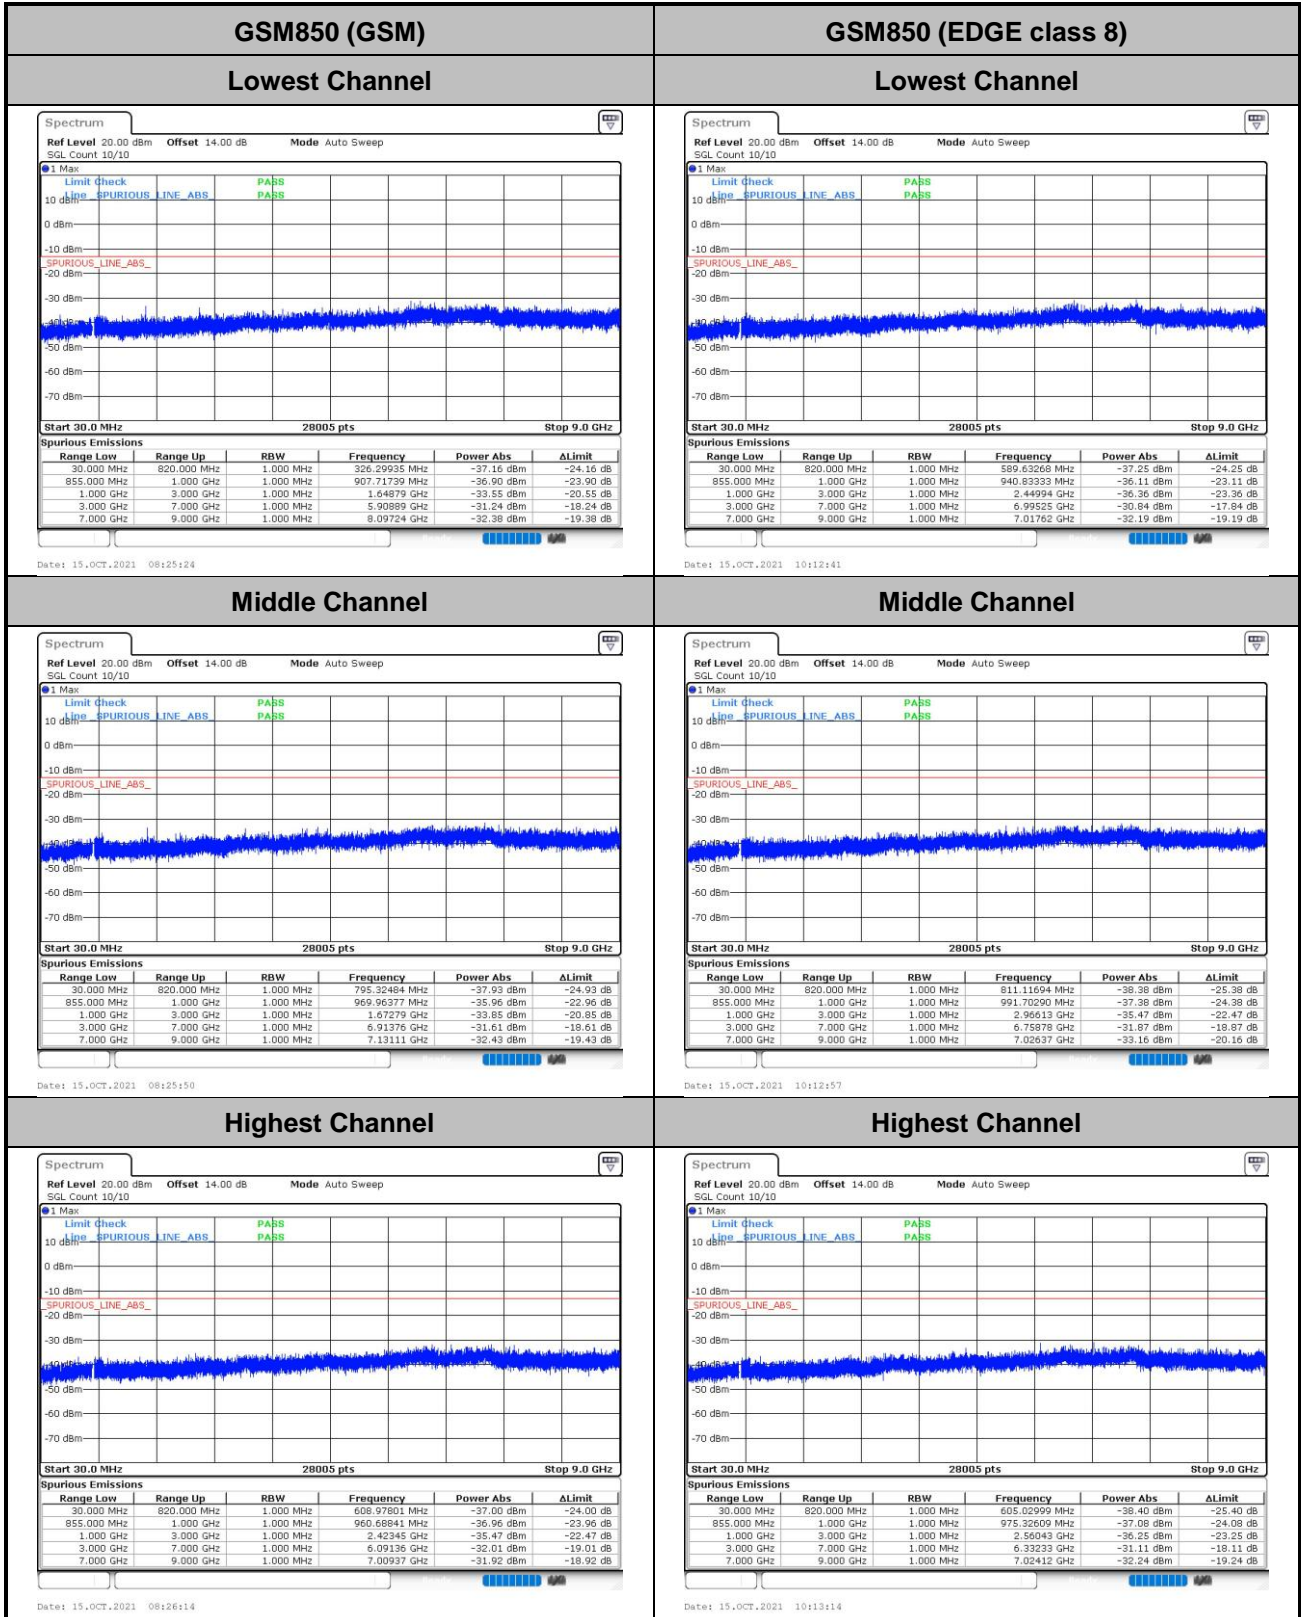 GSM850 (GSM) GSM850 (EDGE class 8)
Lowest Channel Lowest Channel
Spectrum
Ref Level 20.00 dBm Offset 14.00 dB Mode Auto Sweep
SGL Count 10/10
1 Max
Limit Check PASS
10 dBm Line _SPURIOUS_LINE_ABS_ PASS
0 dBm
-10 dBm
_SPURIOUS_LINE_ABS_
-20 dBm
-30 dBm
-40 dBm
-50 dBm
-60 dBm
-70 dBm
Start 30.0 MHz 28005 pts Stop 9.0 GHz
Spurious Emissions
Range Low Range Up RBW Frequency Power Abs ΔLimit
30.000 MHz 820.000 MHz 1.000 MHz 326.29935 MHz -37.16 dBm -24.16 dB
855.000 MHz 1.000 GHz 1.000 MHz 907.71739 MHz -36.90 dBm -23.90 dB
1.000 GHz 3.000 GHz 1.000 MHz 1.64879 GHz -33.55 dBm -20.55 dB
3.000 GHz 7.000 GHz 1.000 MHz 5.90889 GHz -31.24 dBm -18.24 dB
7.000 GHz 9.000 GHz 1.000 MHz 8.09724 GHz -32.38 dBm -19.38 dB
Date: 15.OCT.2021 08:25:24
Spectrum
Ref Level 20.00 dBm Offset 14.00 dB Mode Auto Sweep
SGL Count 10/10
1 Max
Limit Check PASS
10 dBm Line _SPURIOUS_LINE_ABS_ PASS
0 dBm
-10 dBm
_SPURIOUS_LINE_ABS_
-20 dBm
-30 dBm
-40 dBm
-50 dBm
-60 dBm
-70 dBm
Start 30.0 MHz 28005 pts Stop 9.0 GHz
Spurious Emissions
Range Low Range Up RBW Frequency Power Abs ΔLimit
30.000 MHz 820.000 MHz 1.000 MHz 589.63268 MHz -37.25 dBm -24.25 dB
855.000 MHz 1.000 GHz 1.000 MHz 940.83333 MHz -36.11 dBm -23.11 dB
1.000 GHz 3.000 GHz 1.000 MHz 2.44994 GHz -36.36 dBm -23.36 dB
3.000 GHz 7.000 GHz 1.000 MHz 6.99525 GHz -30.84 dBm -17.84 dB
7.000 GHz 9.000 GHz 1.000 MHz 7.01762 GHz -32.19 dBm -19.19 dB
Date: 15.OCT.2021 10:12:41
Middle Channel Middle Channel
Spectrum
Ref Level 20.00 dBm Offset 14.00 dB Mode Auto Sweep
SGL Count 10/10
1 Max
Limit Check PASS
10 dBm Line _SPURIOUS_LINE_ABS_ PASS
0 dBm
-10 dBm
_SPURIOUS_LINE_ABS_
-20 dBm
-30 dBm
-40 dBm
-50 dBm
-60 dBm
-70 dBm
Start 30.0 MHz 28005 pts Stop 9.0 GHz
Spurious Emissions
Range Low Range Up RBW Frequency Power Abs ΔLimit
30.000 MHz 820.000 MHz 1.000 MHz 795.32484 MHz -37.93 dBm -24.93 dB
855.000 MHz 1.000 GHz 1.000 MHz 969.96377 MHz -35.96 dBm -22.96 dB
1.000 GHz 3.000 GHz 1.000 MHz 1.67279 GHz -33.85 dBm -20.85 dB
3.000 GHz 7.000 GHz 1.000 MHz 6.91376 GHz -31.61 dBm -18.61 dB
7.000 GHz 9.000 GHz 1.000 MHz 7.13111 GHz -32.43 dBm -19.43 dB
Date: 15.OCT.2021 08:25:50
Spectrum
Ref Level 20.00 dBm Offset 14.00 dB Mode Auto Sweep
SGL Count 10/10
1 Max
Limit Check PASS
10 dBm Line _SPURIOUS_LINE_ABS_ PASS
0 dBm
-10 dBm
_SPURIOUS_LINE_ABS_
-20 dBm
-30 dBm
-40 dBm
-50 dBm
-60 dBm
-70 dBm
Start 30.0 MHz 28005 pts Stop 9.0 GHz
Spurious Emissions
Range Low Range Up RBW Frequency Power Abs ΔLimit
30.000 MHz 820.000 MHz 1.000 MHz 811.11694 MHz -38.38 dBm -25.38 dB
855.000 MHz 1.000 GHz 1.000 MHz 991.70290 MHz -37.38 dBm -24.38 dB
1.000 GHz 3.000 GHz 1.000 MHz 2.96613 GHz -35.47 dBm -22.47 dB
3.000 GHz 7.000 GHz 1.000 MHz 6.75878 GHz -31.87 dBm -18.87 dB
7.000 GHz 9.000 GHz 1.000 MHz 7.02637 GHz -33.16 dBm -20.16 dB
Date: 15.OCT.2021 10:12:57
Highest Channel Highest Channel
Spectrum
Ref Level 20.00 dBm Offset 14.00 dB Mode Auto Sweep
SGL Count 10/10
1 Max
Limit Check PASS
10 dBm Line _SPURIOUS_LINE_ABS_ PASS
0 dBm
-10 dBm
_SPURIOUS_LINE_ABS_
-20 dBm
-30 dBm
-40 dBm
-50 dBm
-60 dBm
-70 dBm
Start 30.0 MHz 28005 pts Stop 9.0 GHz
Spurious Emissions
Range Low Range Up RBW Frequency Power Abs ΔLimit
30.000 MHz 820.000 MHz 1.000 MHz 608.97801 MHz -37.00 dBm -24.00 dB
855.000 MHz 1.000 GHz 1.000 MHz 960.68841 MHz -36.96 dBm -23.96 dB
1.000 GHz 3.000 GHz 1.000 MHz 2.42345 GHz -35.47 dBm -22.47 dB
3.000 GHz 7.000 GHz 1.000 MHz 6.09136 GHz -32.01 dBm -19.01 dB
7.000 GHz 9.000 GHz 1.000 MHz 7.00937 GHz -31.92 dBm -18.92 dB
Date: 15.OCT.2021 08:26:14
Spectrum
Ref Level 20.00 dBm Offset 14.00 dB Mode Auto Sweep
SGL Count 10/10
1 Max
Limit Check PASS
10 dBm Line _SPURIOUS_LINE_ABS_ PASS
0 dBm
-10 dBm
_SPURIOUS_LINE_ABS_
-20 dBm
-30 dBm
-40 dBm
-50 dBm
-60 dBm
-70 dBm
Start 30.0 MHz 28005 pts Stop 9.0 GHz
Spurious Emissions
Range Low Range Up RBW Frequency Power Abs ΔLimit
30.000 MHz 820.000 MHz 1.000 MHz 605.02999 MHz -38.40 dBm -25.40 dB
855.000 MHz 1.000 GHz 1.000 MHz 975.32609 MHz -37.08 dBm -24.08 dB
1.000 GHz 3.000 GHz 1.000 MHz 2.56043 GHz -36.25 dBm -23.25 dB
3.000 GHz 7.000 GHz 1.000 MHz 6.33233 GHz -31.11 dBm -18.11 dB
7.000 GHz 9.000 GHz 1.000 MHz 7.02412 GHz -32.24 dBm -19.24 dB
Date: 15.OCT.2021 10:13:14